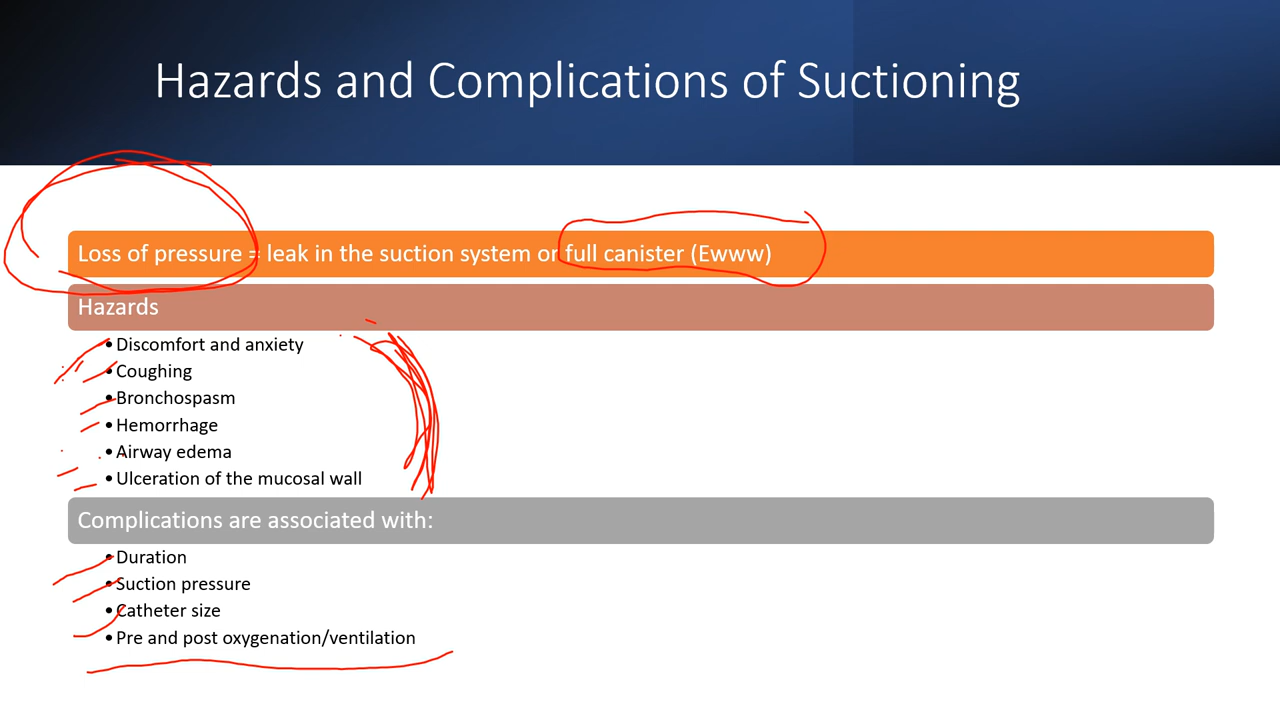 Hazards and Complications of Suctioning
Loss of pressure = leak in the suction system or full canister (Ewww)
Hazards
• Discomfort and anxiety
• Coughing
• Bronchospasm
• Hemorrhage
• Airway edema
• Ulceration of the mucosal wall
Complications are associated with:
• Duration
• Suction pressure
• Catheter size
• Pre and post oxygenation/ventilation